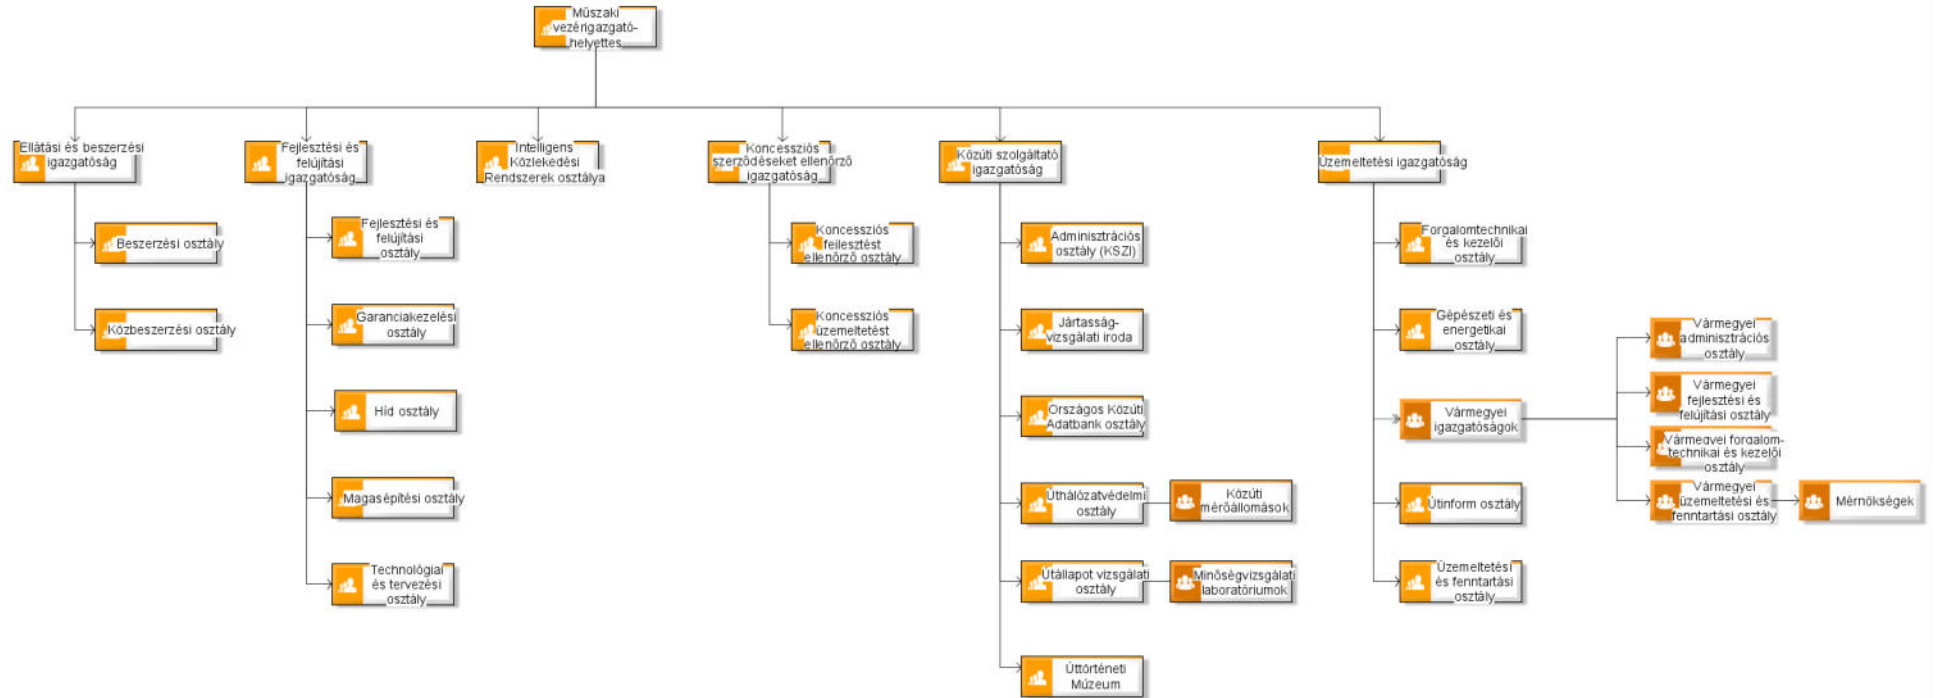 Műszaki
vezérigazgató-
helyettes
Ellátási és beszerzési
igazgatóság
Fejlesztési és
felújítási
igazgatóság
Intelligens
Közlekedési
Rendszerek osztálya
Koncessziós
szerződéseket ellenőrző
igazgatóság
Közúti szolgáltató
igazgatóság
Üzemeltetési igazgatóság
Beszerzési osztály
Közbeszerzési osztály
Fejlesztési és
felújítási
osztály
Garanciakezelési
osztály
Híd osztály
Magasépítési osztály
Technológiai
és tervezési
osztály
Koncessziós
fejlesztést
ellenőrző osztály
Koncessziós
üzemeltetést
ellenőrző osztály
Adminisztrációs
osztály (KSZI)
Jártasság-
vizsgálati iroda
Országos Közúti
Adatbank osztály
Úthálózatvédelmi
osztály
Közúti
mérőállomások
Útállapot vizsgálati
osztály
Minőségvizsgálati
laboratóriumok
Úttörténeti
Múzeum
Forgalomtechnikai
és kezelői
osztály
Gépészeti és
energetikai
osztály
Vármegyei
igazgatóságok
Útinform osztály
Üzemeltetési
és fenntartási
osztály
Vármegyei
adminisztrációs
osztály
Vármegyei
fejlesztési és
felújítási osztály
Vármegyei forgalom-
technikai és kezelői
osztály
Vármegyei
üzemeltetési és
fenntartási osztály
Mérnökségek